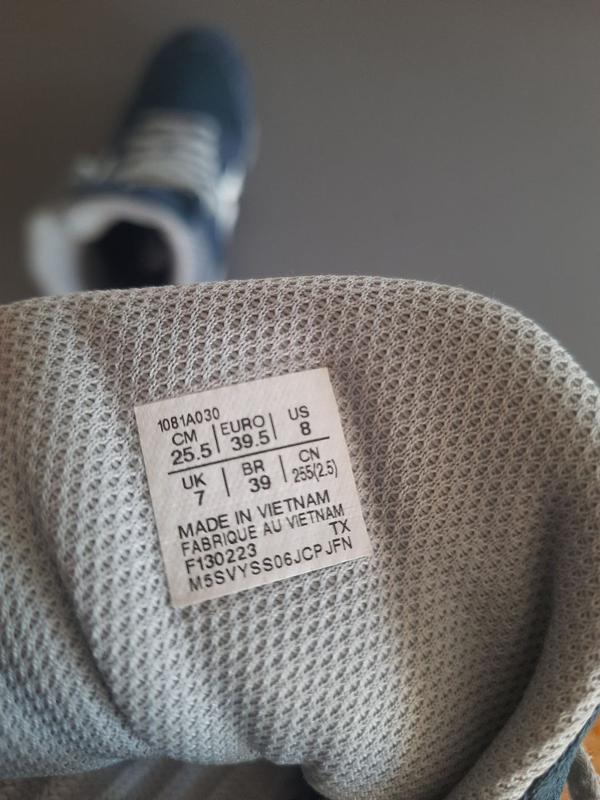 1081A030
CM EURO US
25.5 39.5 8
UK BR CN
7 39 255(2.5)
MADE IN VIETNAM
FABRIQUE AU VIETNAM
F130223 TX
M5SVYSS06JCPJFN